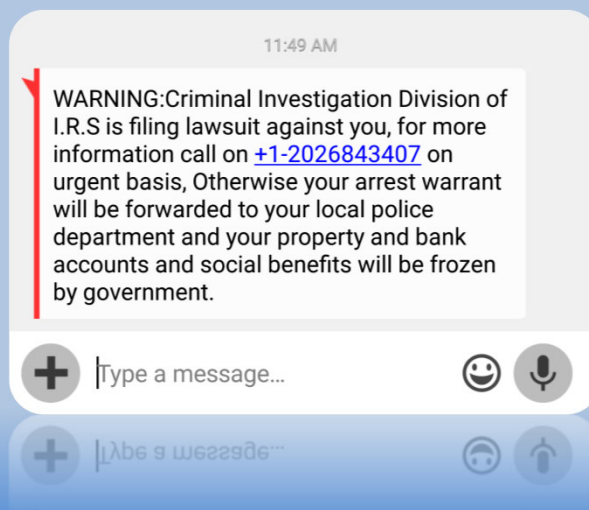 11:49 AM
WARNING:Criminal Investigation Division of
I.R.S is filing lawsuit against you, for more
information call on +1-2026843407 on
urgent basis, Otherwise your arrest warrant
will be forwarded to your local police
department and your property and bank
accounts and social benefits will be frozen
by government.
Type a message...
Type a message...